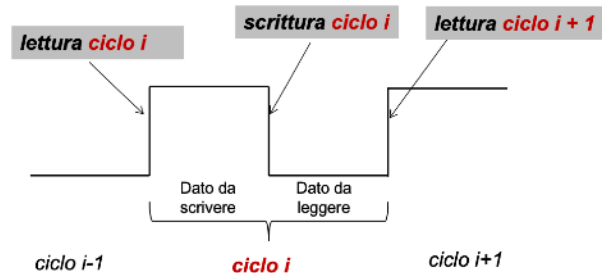 lettura ciclo i
scrittura ciclo i
lettura ciclo i + 1
Dato da
scrivere
Dato da
leggere
ciclo i-1
ciclo i
ciclo i+1